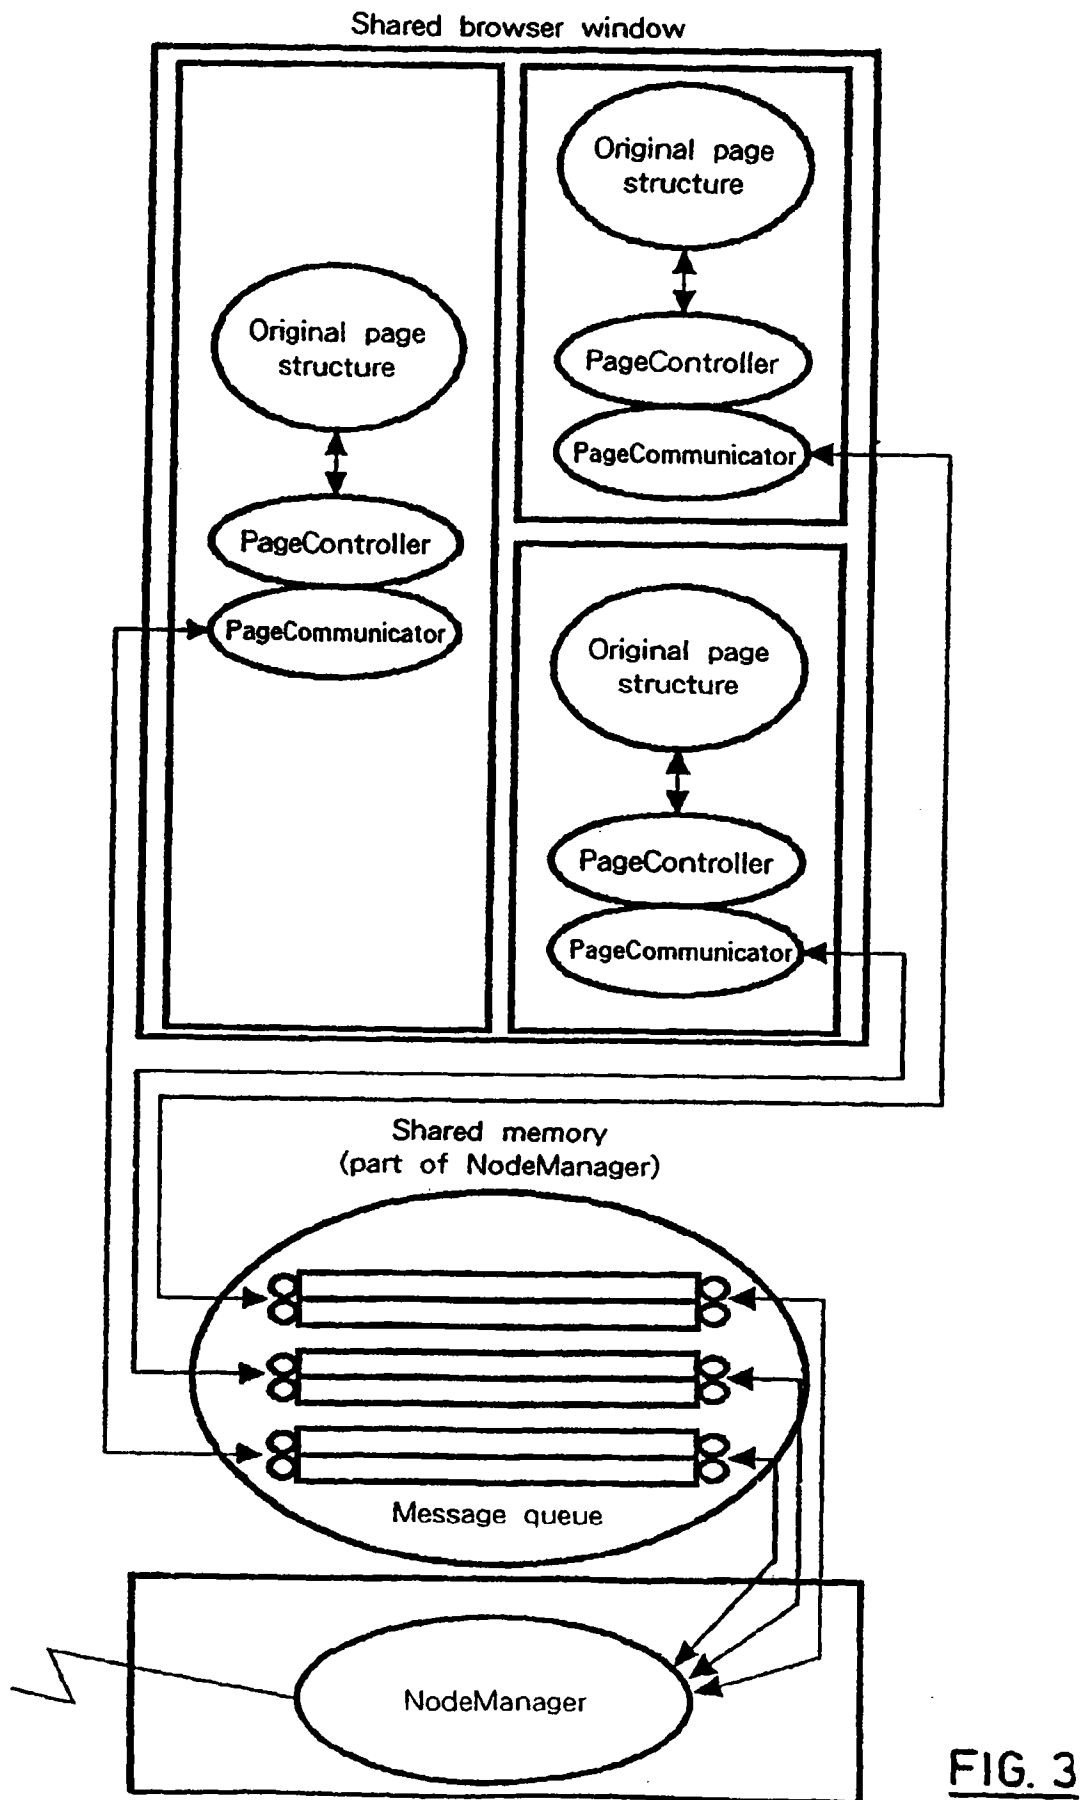 Shared browser window
Original page
structure
PageController
PageCommunicator
Original page
structure
PageController
PageCommunicator
Original page
structure
PageController
PageCommunicator
Shared memory
(part of NodeManager)
Message queue
NodeManager
FIG. 3